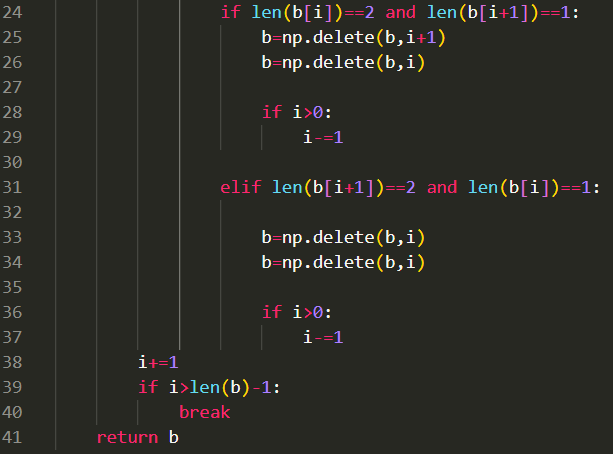 24 if len(b[i])==2 and len(b[i+1])==1:
25 b=np.delete(b,i+1)
26 b=np.delete(b,i)
27
28 if i>0:
29 i-=1
30
31 elif len(b[i+1])==2 and len(b[i])==1:
32
33 b=np.delete(b,i)
34 b=np.delete(b,i)
35
36 if i>0:
37 i-=1
38 i+=1
39 if i>len(b)-1:
40 break
41 return b